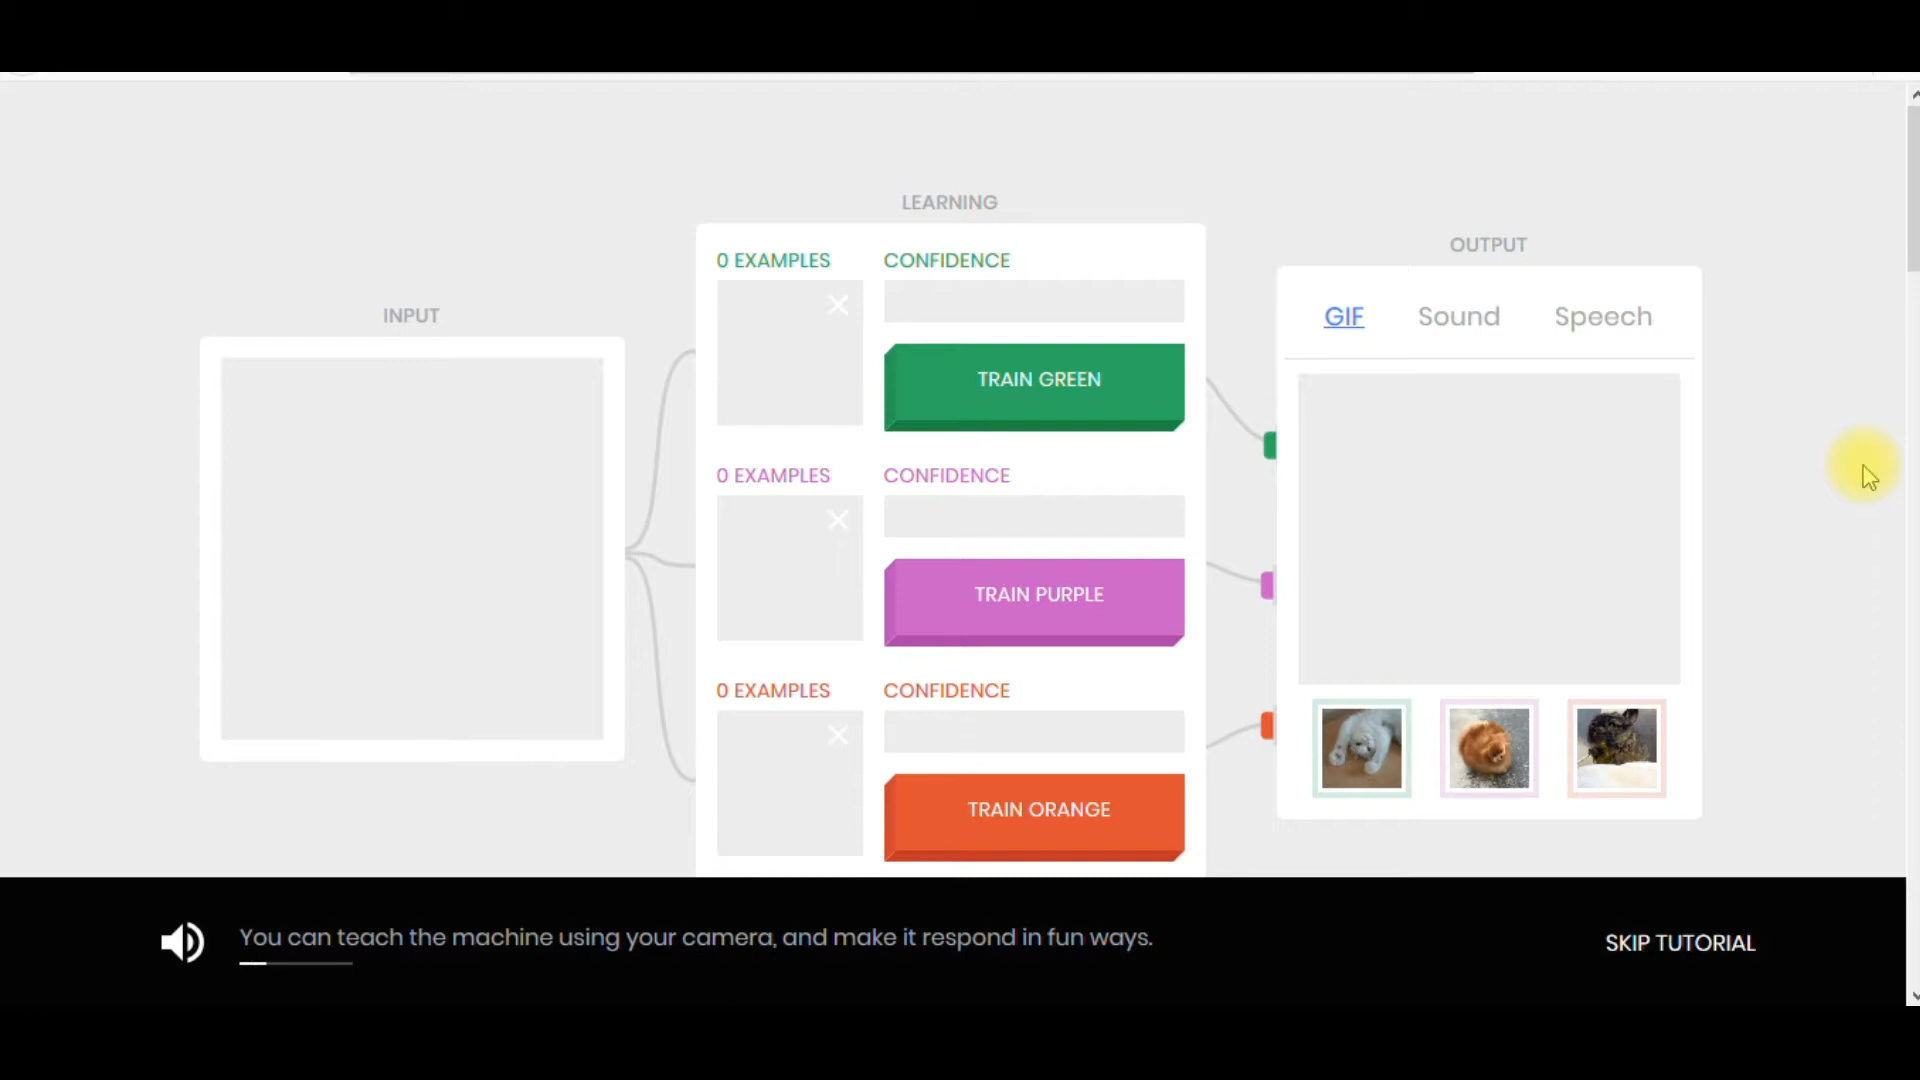 LEARNING
OUTPUT
INPUT
0 EXAMPLES CONFIDENCE
TRAIN GREEN
0 EXAMPLES CONFIDENCE
TRAIN PURPLE
0 EXAMPLES CONFIDENCE
TRAIN ORANGE
GIF Sound Speech
You can teach the machine using your camera, and make it respond in fun ways.
SKIP TUTORIAL